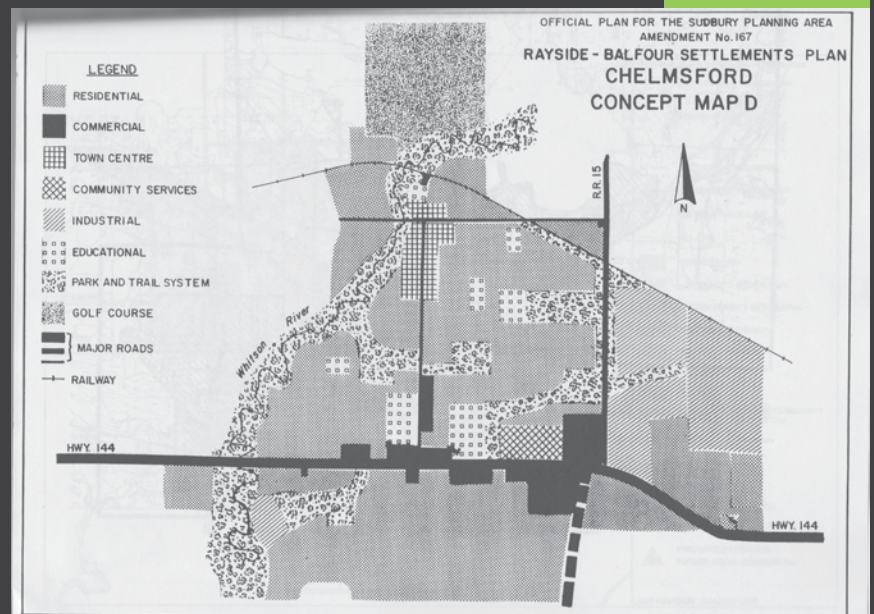 OFFICIAL PLAN FOR THE SUDBURY PLANNING AREA
AMENDMENT No. 167
RAYSIDE - BALFOUR SETTLEMENTS PLAN
CHELMSFORD
CONCEPT MAP D
LEGEND
RESIDENTIAL
COMMERCIAL
TOWN CENTRE
COMMUNITY SERVICES
INDUSTRIAL
EDUCATIONAL
PARK AND TRAIL SYSTEM
GOLF COURSE
MAJOR ROADS
RAILWAY
R.R. 15
N
Whitson River
HWY. 144
HWY. 144